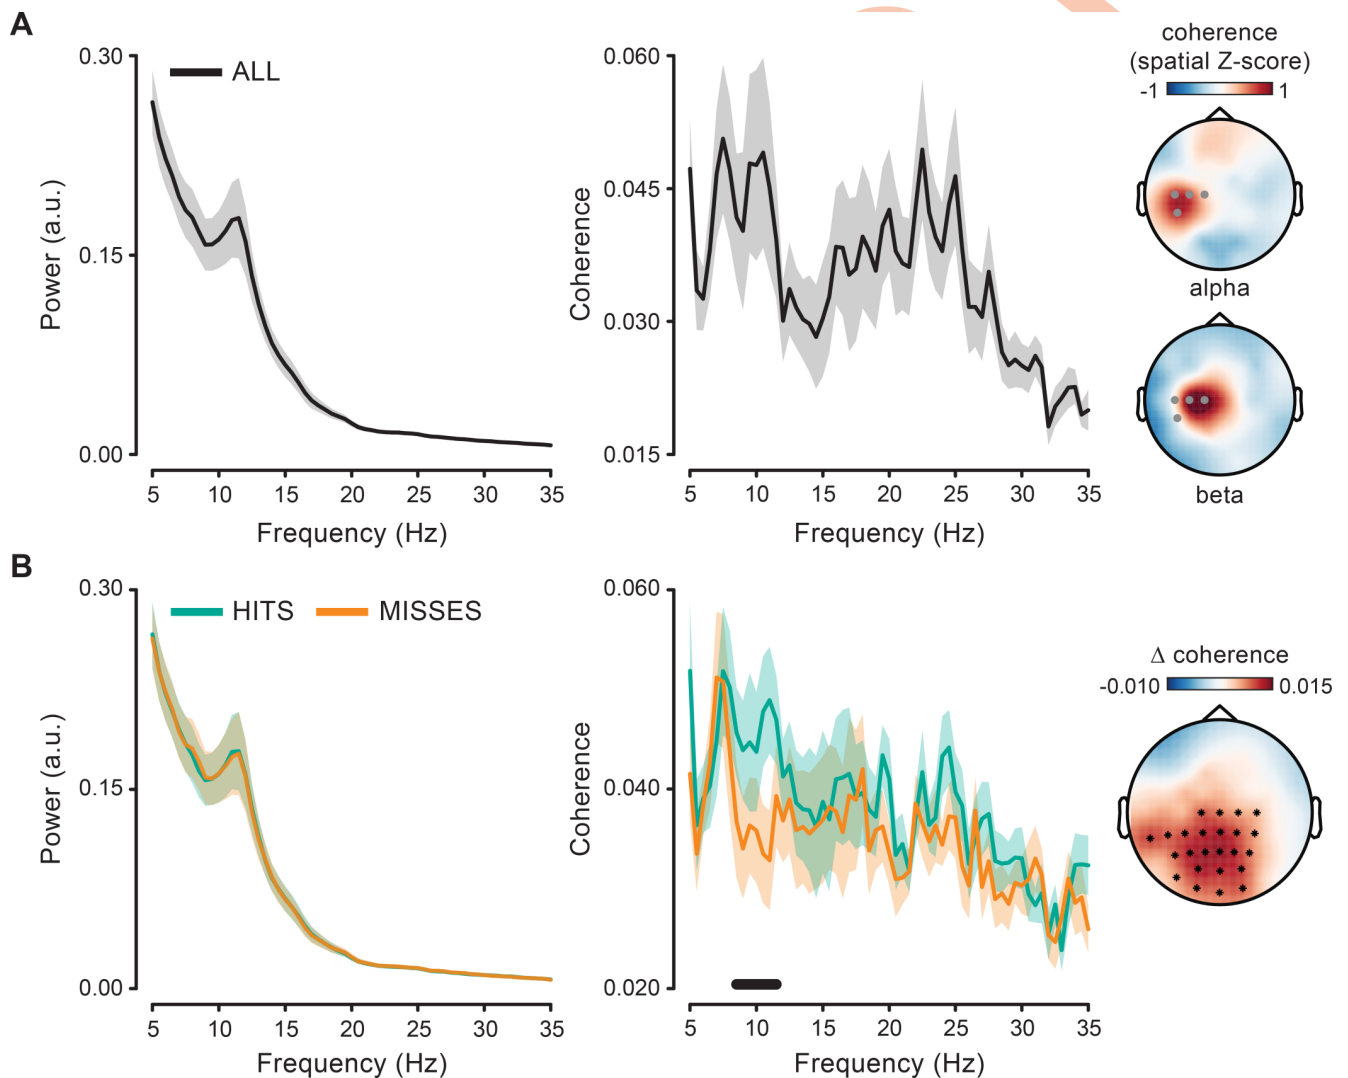 A
0.30
0.15
0.00
Power (a.u.)
ALL
5 10 15 20 25 30 35
Frequency (Hz)
0.060
0.045
0.030
0.015
Coherence
5 10 15 20 25 30 35
Frequency (Hz)
coherence
(spatial Z-score)
-1 1
alpha
beta
B
0.30
0.15
0.00
Power (a.u.)
HITS MISSES
5 10 15 20 25 30 35
Frequency (Hz)
0.060
0.040
0.020
Coherence
5 10 15 20 25 30 35
Frequency (Hz)
Δ coherence
-0.010 0.015